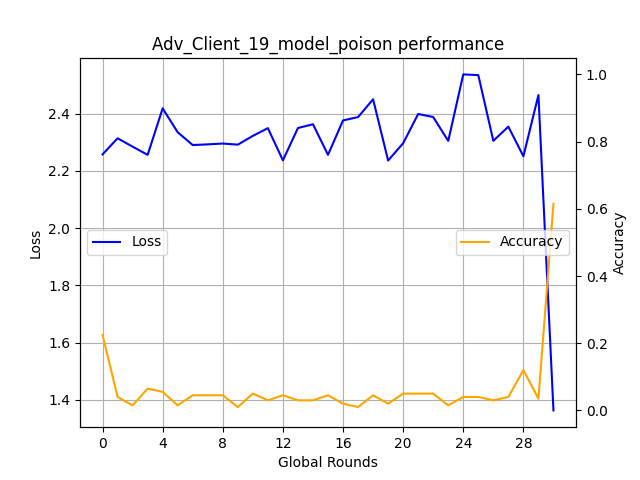 Adv_Client_19_model_poison performance
2.4
2.2
2.0
1.8
1.6
1.4
Loss
Loss
Accuracy
1.0
0.8
0.6
0.4
0.2
0.0
Accuracy
0 4 8 12 16 20 24 28
Global Rounds